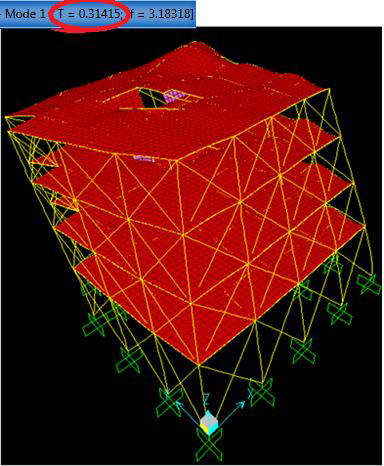 - Mode 1 T = 0.31415; f = 3.18318]
Z